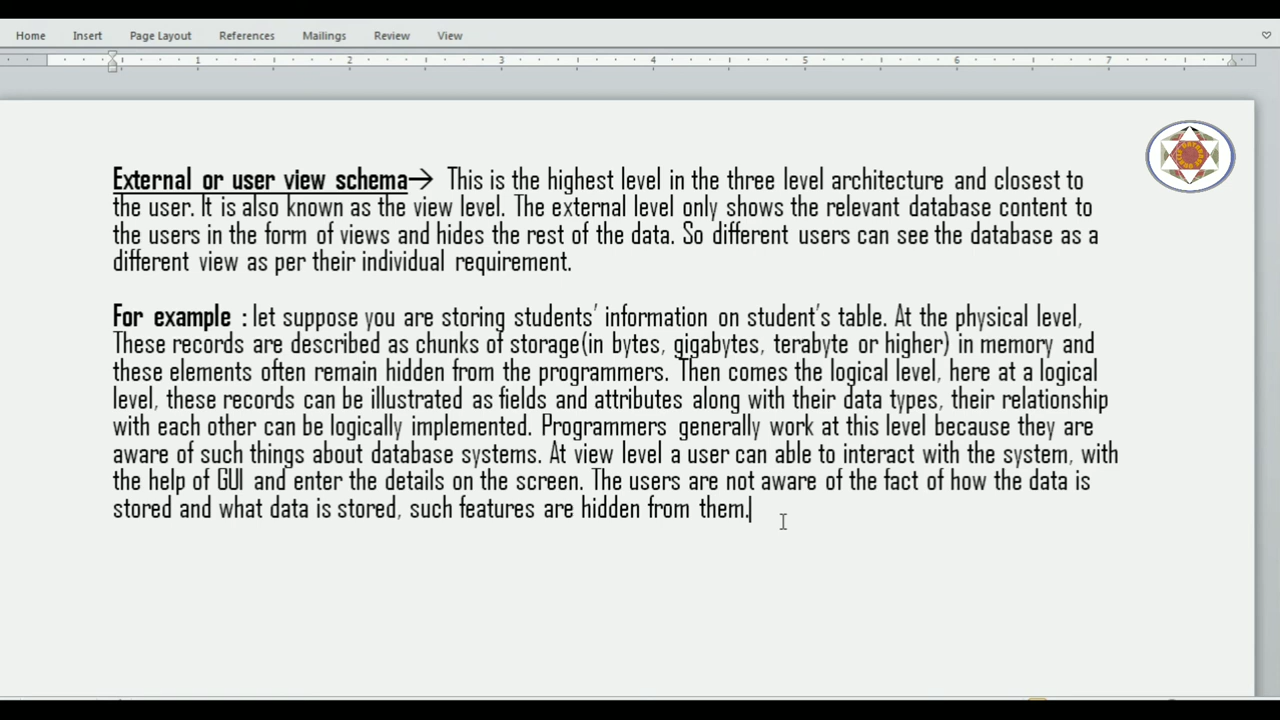 Home Insert Page Layout References Mailings Review View
1 2 3 4 5 6 7
External or user view schema→ This is the highest level in the three level architecture and closest to
the user. It is also known as the view level. The external level only shows the relevant database content to
the users in the form of views and hides the rest of the data. So different users can see the database as a
different view as per their individual requirement.
For example : let suppose you are storing students’ information on student’s table. At the physical level,
These records are described as chunks of storage(in bytes, gigabytes, terabyte or higher) in memory and
these elements often remain hidden from the programmers. Then comes the logical level, here at a logical
level, these records can be illustrated as fields and attributes along with their data types, their relationship
with each other can be logically implemented. Programmers generally work at this level because they are
aware of such things about database systems. At view level a user can able to interact with the system, with
the help of GUI and enter the details on the screen. The users are not aware of the fact of how the data is
stored and what data is stored, such features are hidden from them.